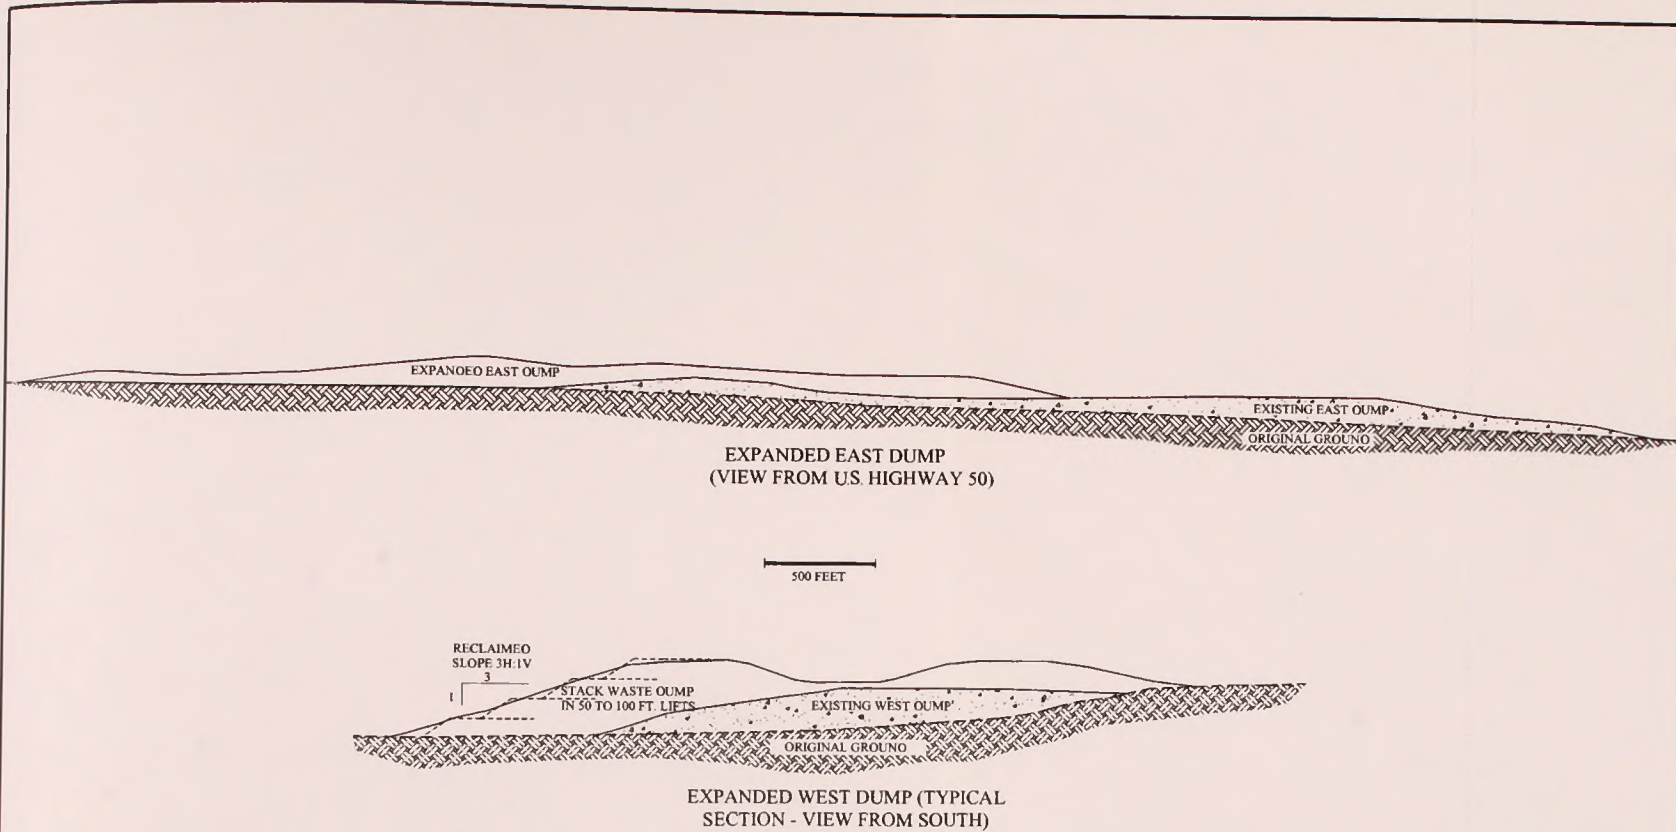 EXPANOEO EAST OUMP
EXISTING EAST OUMP
ORIGINAL GROUNO
EXPANDED EAST DUMP
(VIEW FROM U.S. HIGHWAY 50)
500 FEET
RECLAIMEO
SLOPE 3H:1V
3
1
STACK WASTE OUMP
IN 50 TO 100 FT. LIFTS
EXISTING WEST OUMP
ORIGINAL GROUNO
EXPANDED WEST DUMP (TYPICAL
SECTION - VIEW FROM SOUTH)